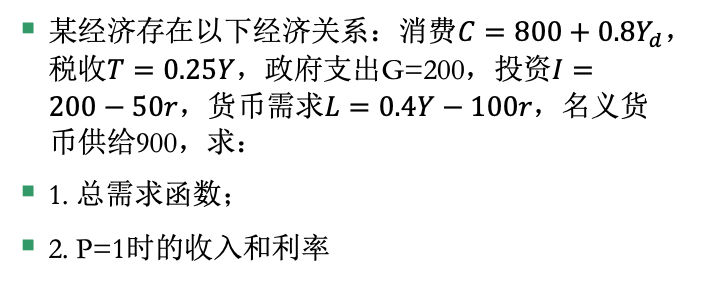 某经济存在以下经济关系：消费C = 800 + 0.8Y_d，
税收T = 0.25Y，政府支出G=200，投资I =
200 − 50r，货币需求L = 0.4Y − 100r，名义货
币供给900，求：
1. 总需求函数；
2. P=1时的收入和利率